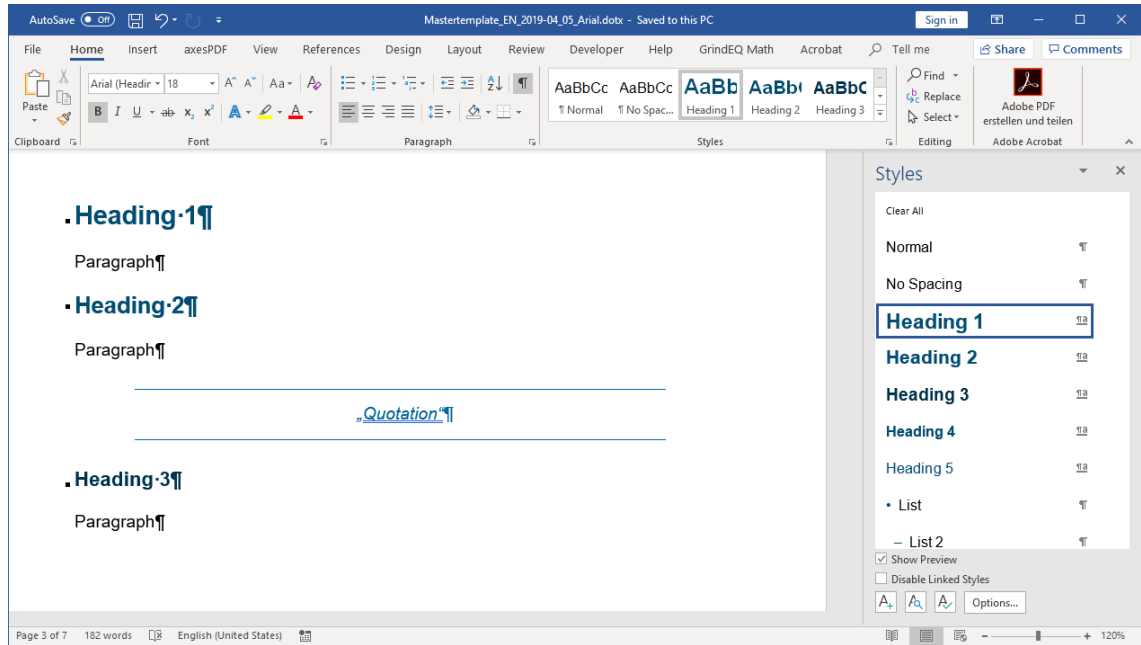 AutoSave Off Mastertemplate_EN_2019-04_05_Arial.dotx - Saved to this PC Sign in
File Home Insert axesPDF View References Design Layout Review Developer Help GrindEQ Math Acrobat Tell me Share Comments
Paste
Clipboard
Arial (Headir 18 A^ A˅ Aa A
B I U ab x₂ x² A A
Font
Paragraph
AaBbCc AaBbCc AaBb AaBb( AaBbC
¶ Normal ¶ No Spac... Heading 1 Heading 2 Heading 3
Styles
Find
Replace
Select
Editing
Adobe PDF
erstellen und teilen
Adobe Acrobat
Heading·1¶
Paragraph¶
Heading·2¶
Paragraph¶
„Quotation“¶
Heading·3¶
Paragraph¶
Styles
Clear All
Normal ¶
No Spacing ¶
Heading 1 ¶a
Heading 2 ¶a
Heading 3 ¶a
Heading 4 ¶a
Heading 5 ¶a
• List ¶
– List 2 ¶
Show Preview
Disable Linked Styles
Options...
Page 3 of 7 182 words English (United States) 120%